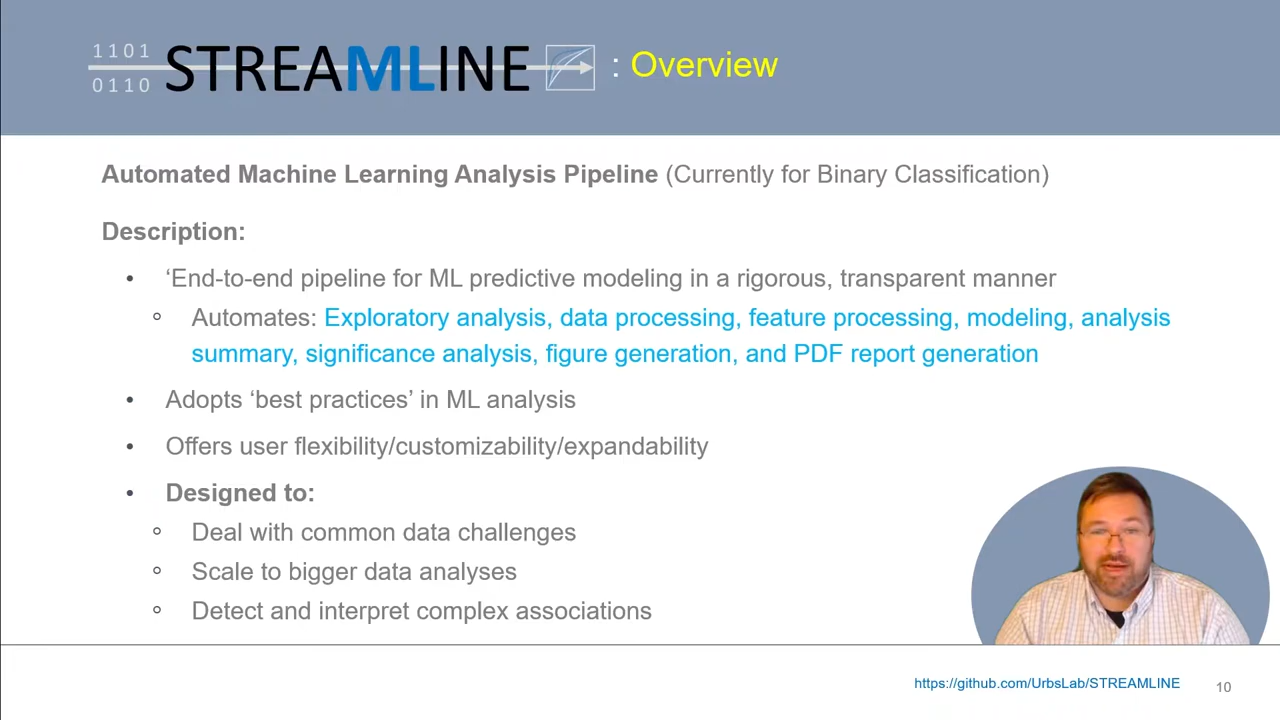 1101
0110
STREAMLINE : Overview
Automated Machine Learning Analysis Pipeline (Currently for Binary Classification)
Description:
• ‘End-to-end pipeline for ML predictive modeling in a rigorous, transparent manner
○ Automates: Exploratory analysis, data processing, feature processing, modeling, analysis
summary, significance analysis, figure generation, and PDF report generation
• Adopts ‘best practices’ in ML analysis
• Offers user flexibility/customizability/expandability
• Designed to:
○ Deal with common data challenges
○ Scale to bigger data analyses
○ Detect and interpret complex associations
https://github.com/UrbsLab/STREAMLINE 10